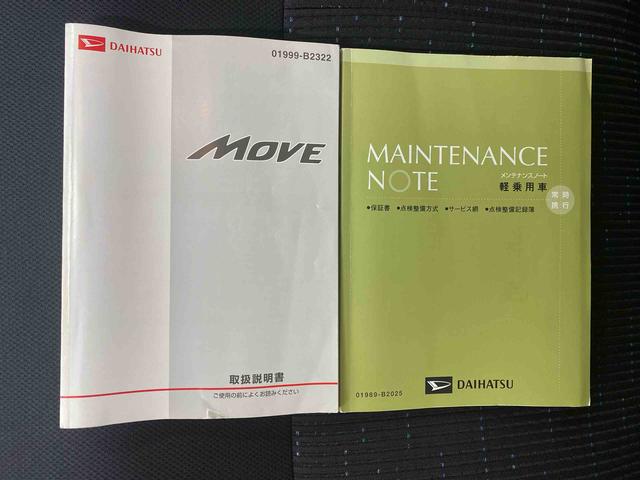 DAIHATSU
01999-B2322
MOVE
取扱説明書
ご使用の前によくお読みください
MAINTENANCE
NOTE
メンテナンスノート
軽乗用車
常時
携行
●保証書 ●点検整備方式 ●サービス網 ●点検整備記録簿
DAIHATSU
01989-B2025